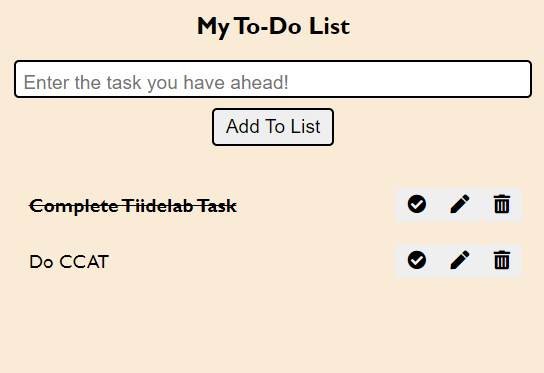 My To-Do List
Enter the task you have ahead!
Add To List
Complete Tiidelab Task
Do CCAT